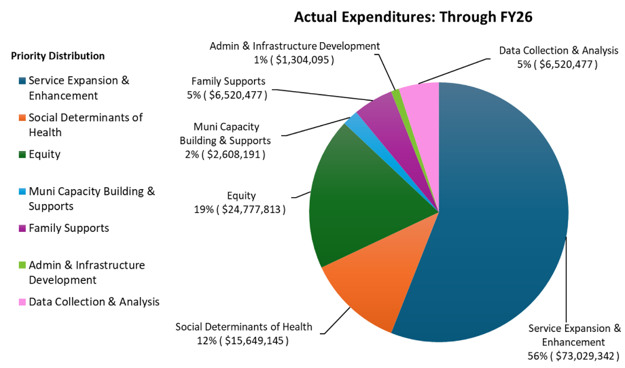 Actual Expenditures: Through FY26
Priority Distribution
Service Expansion &
Enhancement
Social Determinants of
Health
Equity
Muni Capacity Building &
Supports
Family Supports
Admin & Infrastructure
Development
Data Collection & Analysis
Admin & Infrastructure Development
1% ( $1,304,095)
Data Collection & Analysis
5% ( $6,520,477)
Family Supports
5% ( $6,520,477)
Muni Capacity
Building & Supports
2% ( $2,608,191)
Equity
19% ( $24,777,813)
Social Determinants of Health
12% ( $15,649,145)
Service Expansion &
Enhancement
56% ( $73,029,342)